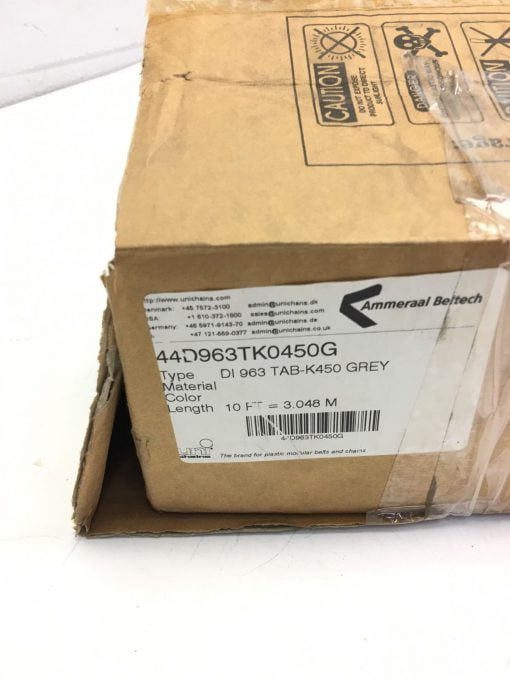 CAUTION
DO NOT EXPOSE
PRODUCT TO DIRECT
SUNLIGHT
DANGER
http://www.unichains.com
enmark: +45 7572-3100 admin@unichains.dk
USA +1 610-372-1800 sales@unichains.com
Germany: +49 5971-9143-70 admin@unichains.de
+47 121-559-0377 admin@unichains.co.uk
Ammeraal Beltech
44D963TK0450G
Type DI 963 TAB-K450 GREY
Material
Color
Length 10 FT = 3.048 M
44D963TK0450G
The brand for plastic modular belts and chains